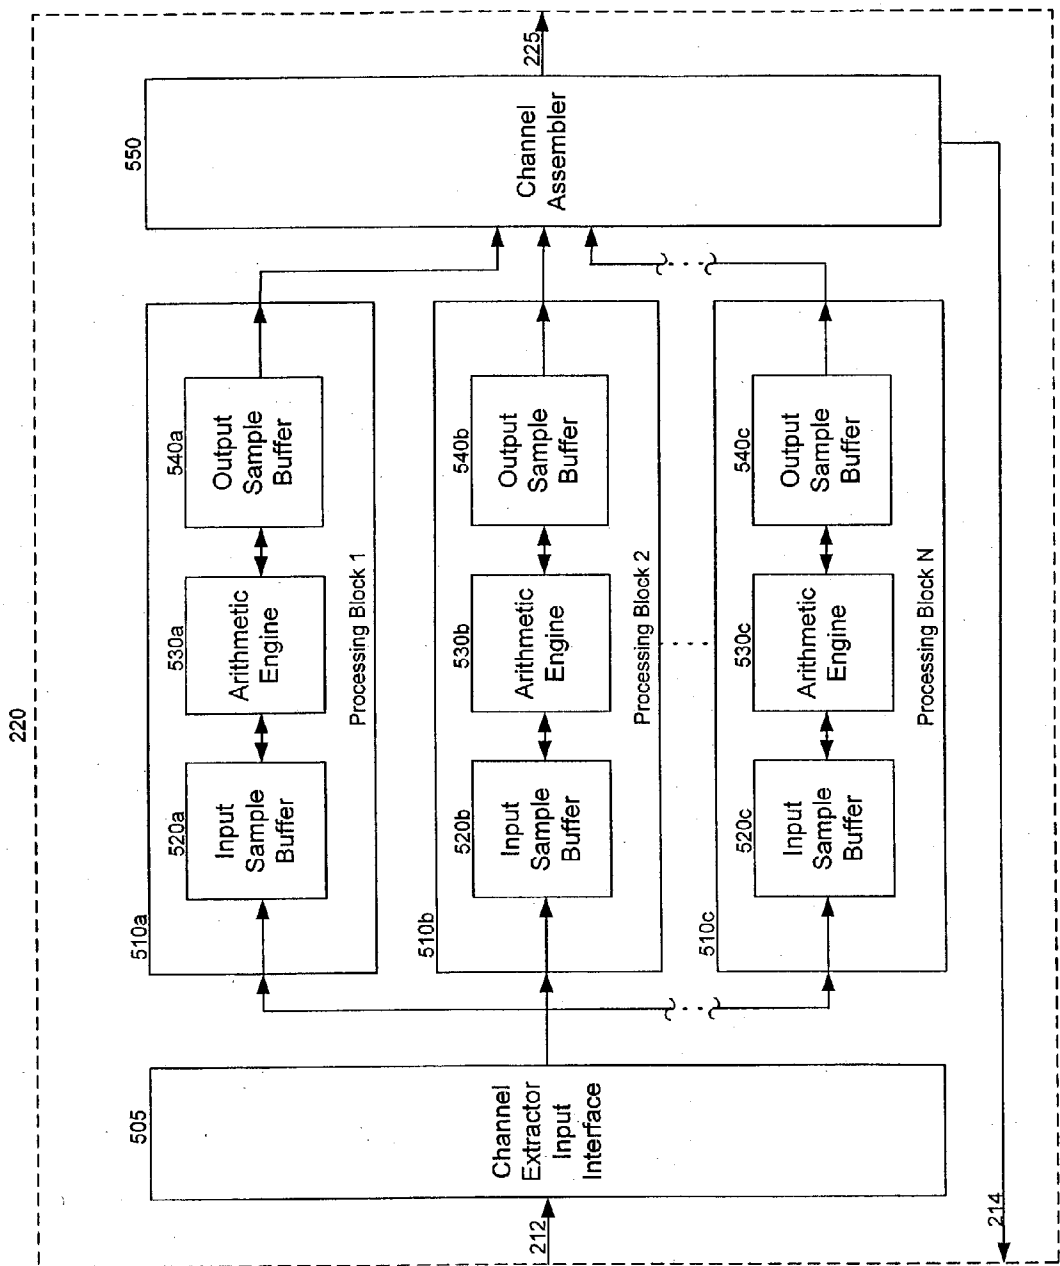 220
505
Channel
Extractor
Input
Interface
212
510a
520a
Input
Sample
Buffer
530a
Arithmetic
Engine
540a
Output
Sample
Buffer
Processing Block 1
510b
520b
Input
Sample
Buffer
530b
Arithmetic
Engine
540b
Output
Sample
Buffer
Processing Block 2
510c
520c
Input
Sample
Buffer
530c
Arithmetic
Engine
540c
Output
Sample
Buffer
Processing Block N
550
Channel
Assembler
225
214